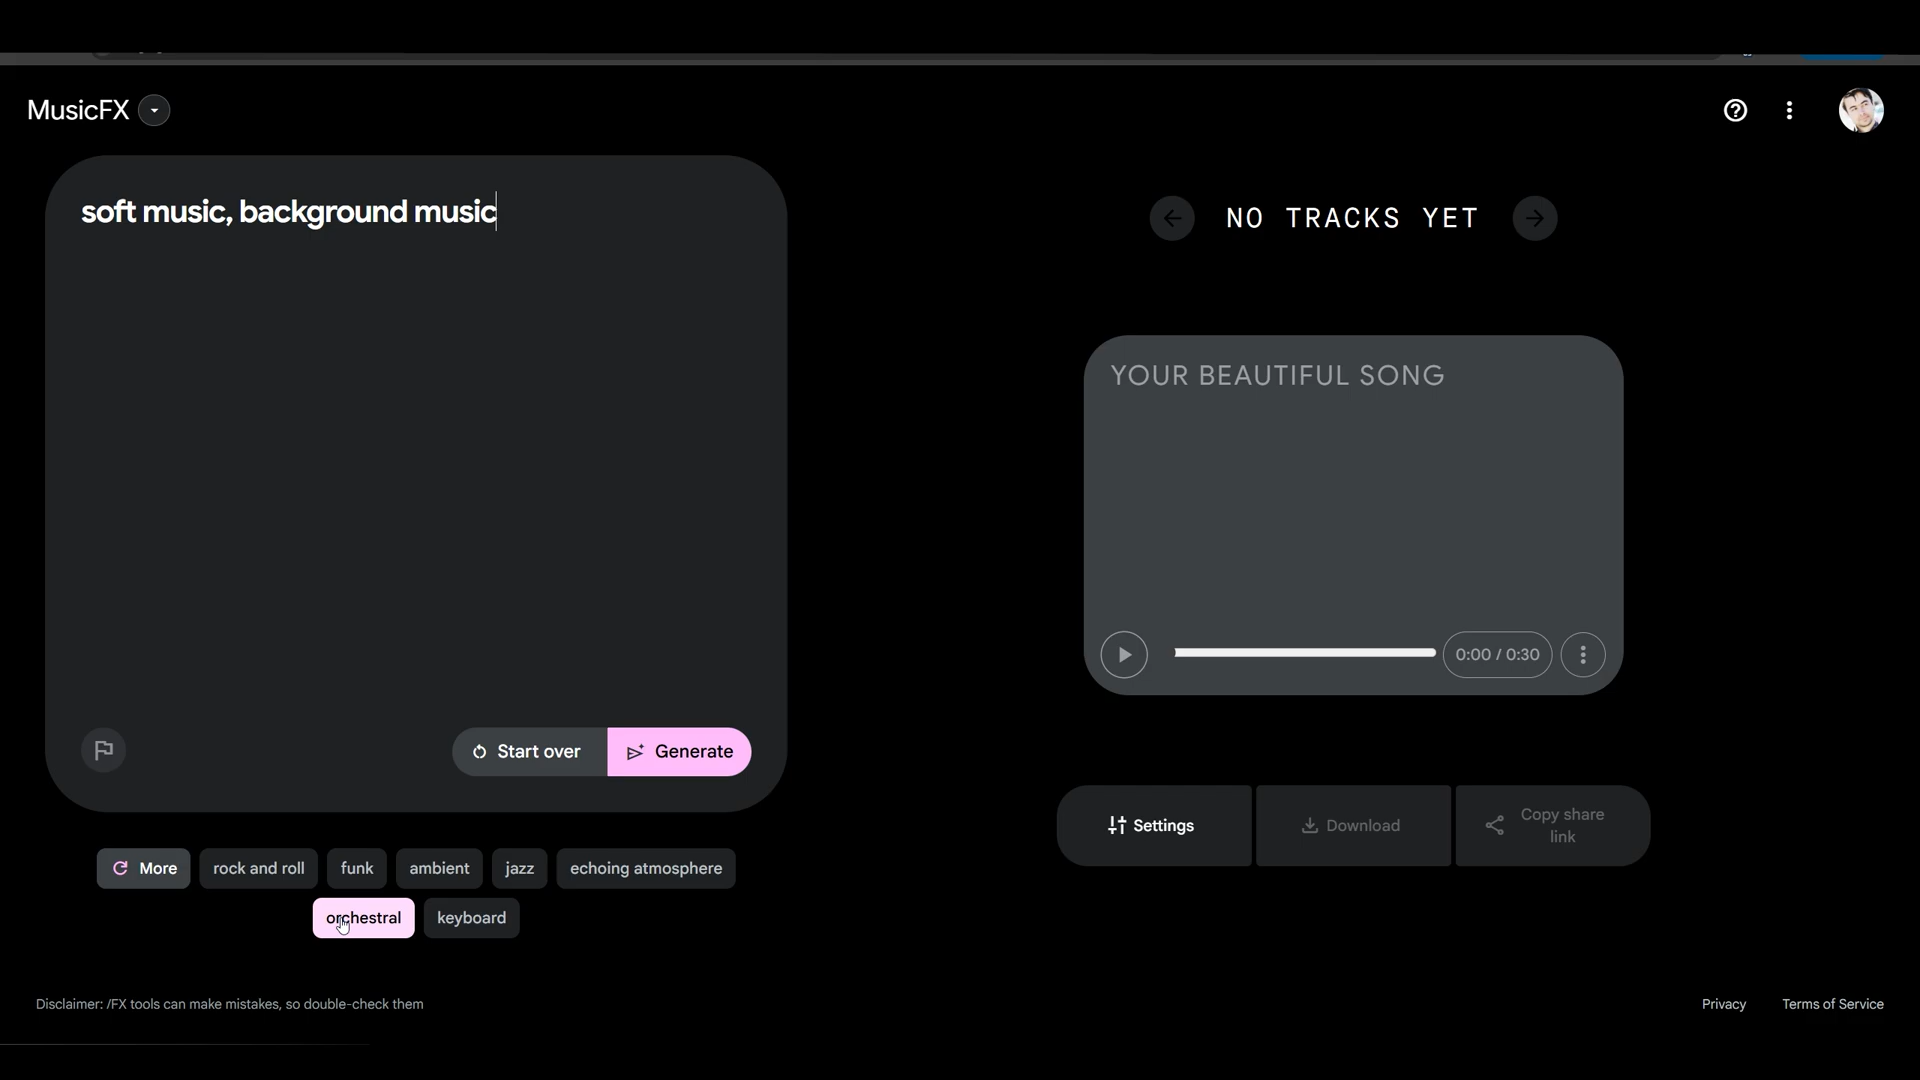 MusicFX
soft music, background music
Start over
Generate
More
rock and roll
funk
ambient
jazz
echoing atmosphere
orchestral
keyboard
NO TRACKS YET
YOUR BEAUTIFUL SONG
0:00 / 0:30
Settings
Download
Copy share
link
Disclaimer: /FX tools can make mistakes, so double-check them
Privacy
Terms of Service